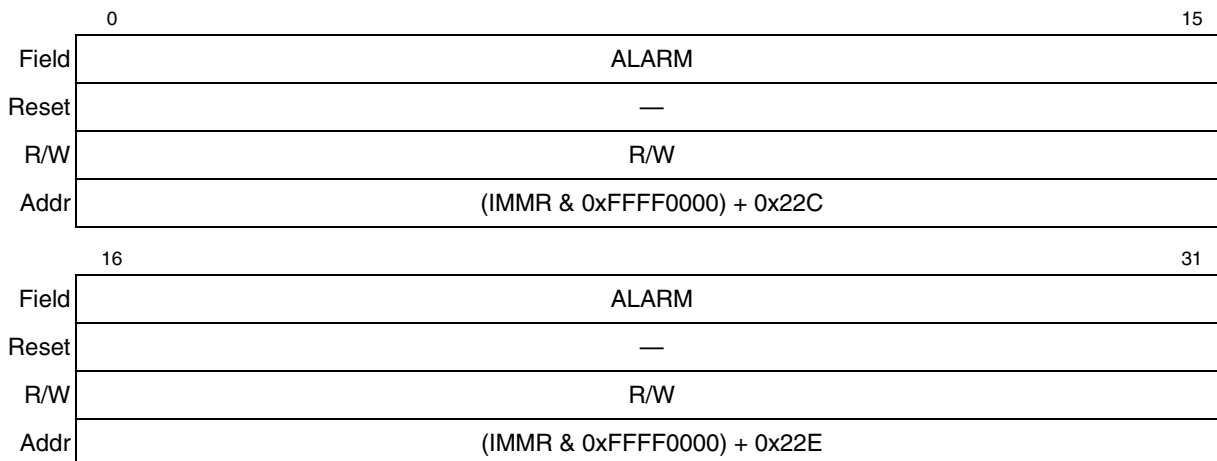 0 15
Field ALARM
Reset —
R/W R/W
Addr (IMMR & 0xFFFF0000) + 0x22C
16 31
Field ALARM
Reset —
R/W R/W
Addr (IMMR & 0xFFFF0000) + 0x22E